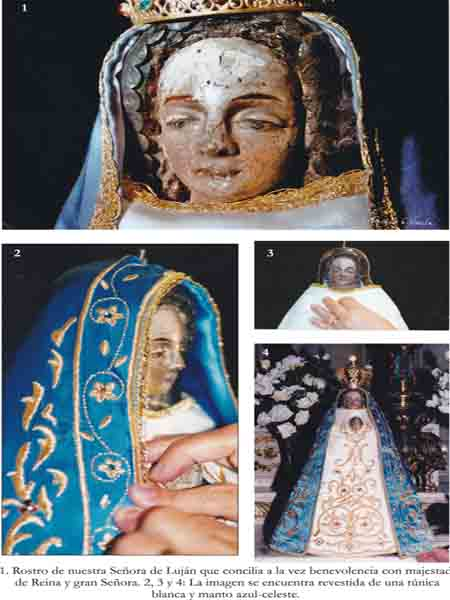 1
2
3
4
1. Rostro de nuestra Señora de Luján que concilia a la vez benevolencia con majestad
de Reina y gran Señora. 2, 3 y 4: La imagen se encuentra revestida de una túnica
blanca y manto azul-celeste.